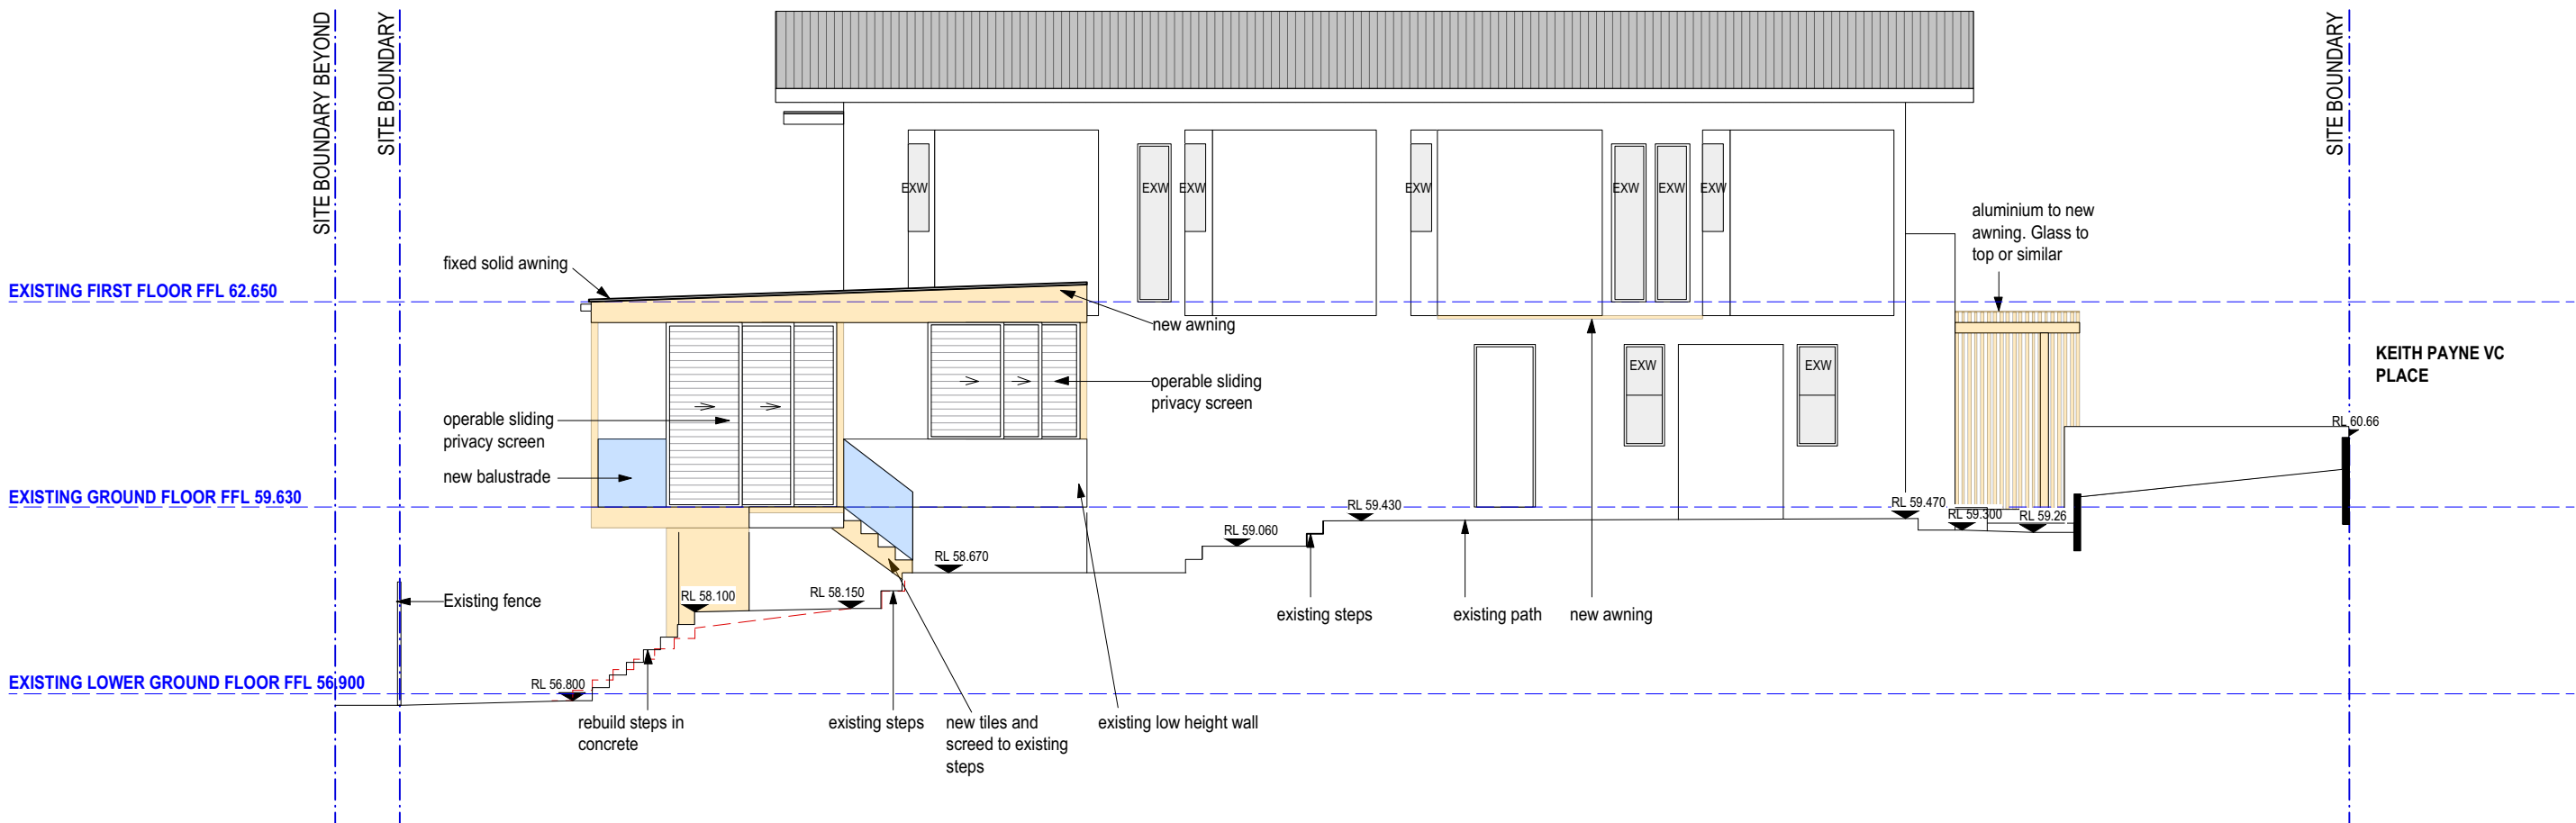 SITE BOUNDARY BEYOND
SITE BOUNDARY
SITE BOUNDARY
EXW
EXW
EXW
EXW
EXW
EXW
EXW
aluminium to new
awning. Glass to
top or similar
fixed solid awning
EXISTING FIRST FLOOR FFL 62.650
new awning
KEITH PAYNE VC
PLACE
EXW
EXW
operable sliding
privacy screen
operable sliding
privacy screen
RL 60.66
new balustrade
EXISTING GROUND FLOOR FFL 59.630
RL 59.430
RL 59.470
RL 59.300
RL 59.26
RL 59.060
RL 58.670
Existing fence
RL 58.100
RL 58.150
existing steps
existing path
new awning
EXISTING LOWER GROUND FLOOR FFL 56.900
RL 56.800
rebuild steps in
concrete
existing steps
new tiles and
screed to existing
steps
existing low height wall